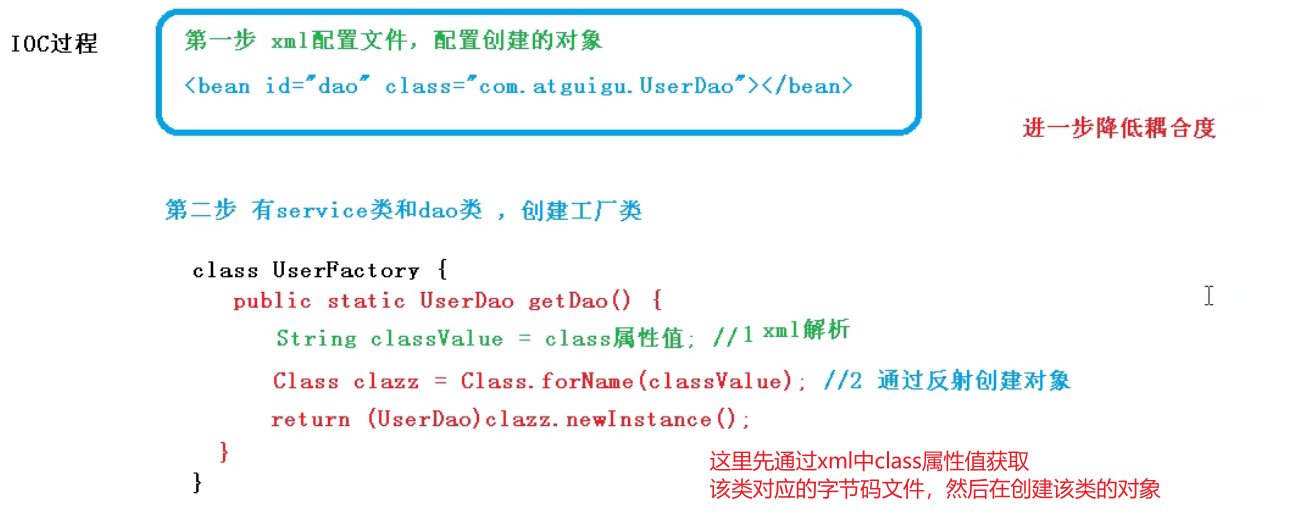 IOC过程
第一步 xml配置文件，配置创建的对象
<bean id="dao" class="com.atguigu.UserDao"></bean>
进一步降低耦合度
第二步 有service类和dao类 ，创建工厂类
class UserFactory {
public static UserDao getDao() {
String classValue = class属性值; //1 xml解析
Class clazz = Class.forName(classValue); //2 通过反射创建对象
return (UserDao)clazz.newInstance();
}
}
这里先通过xml中class属性值获取
该类对应的字节码文件，然后在创建该类的对象